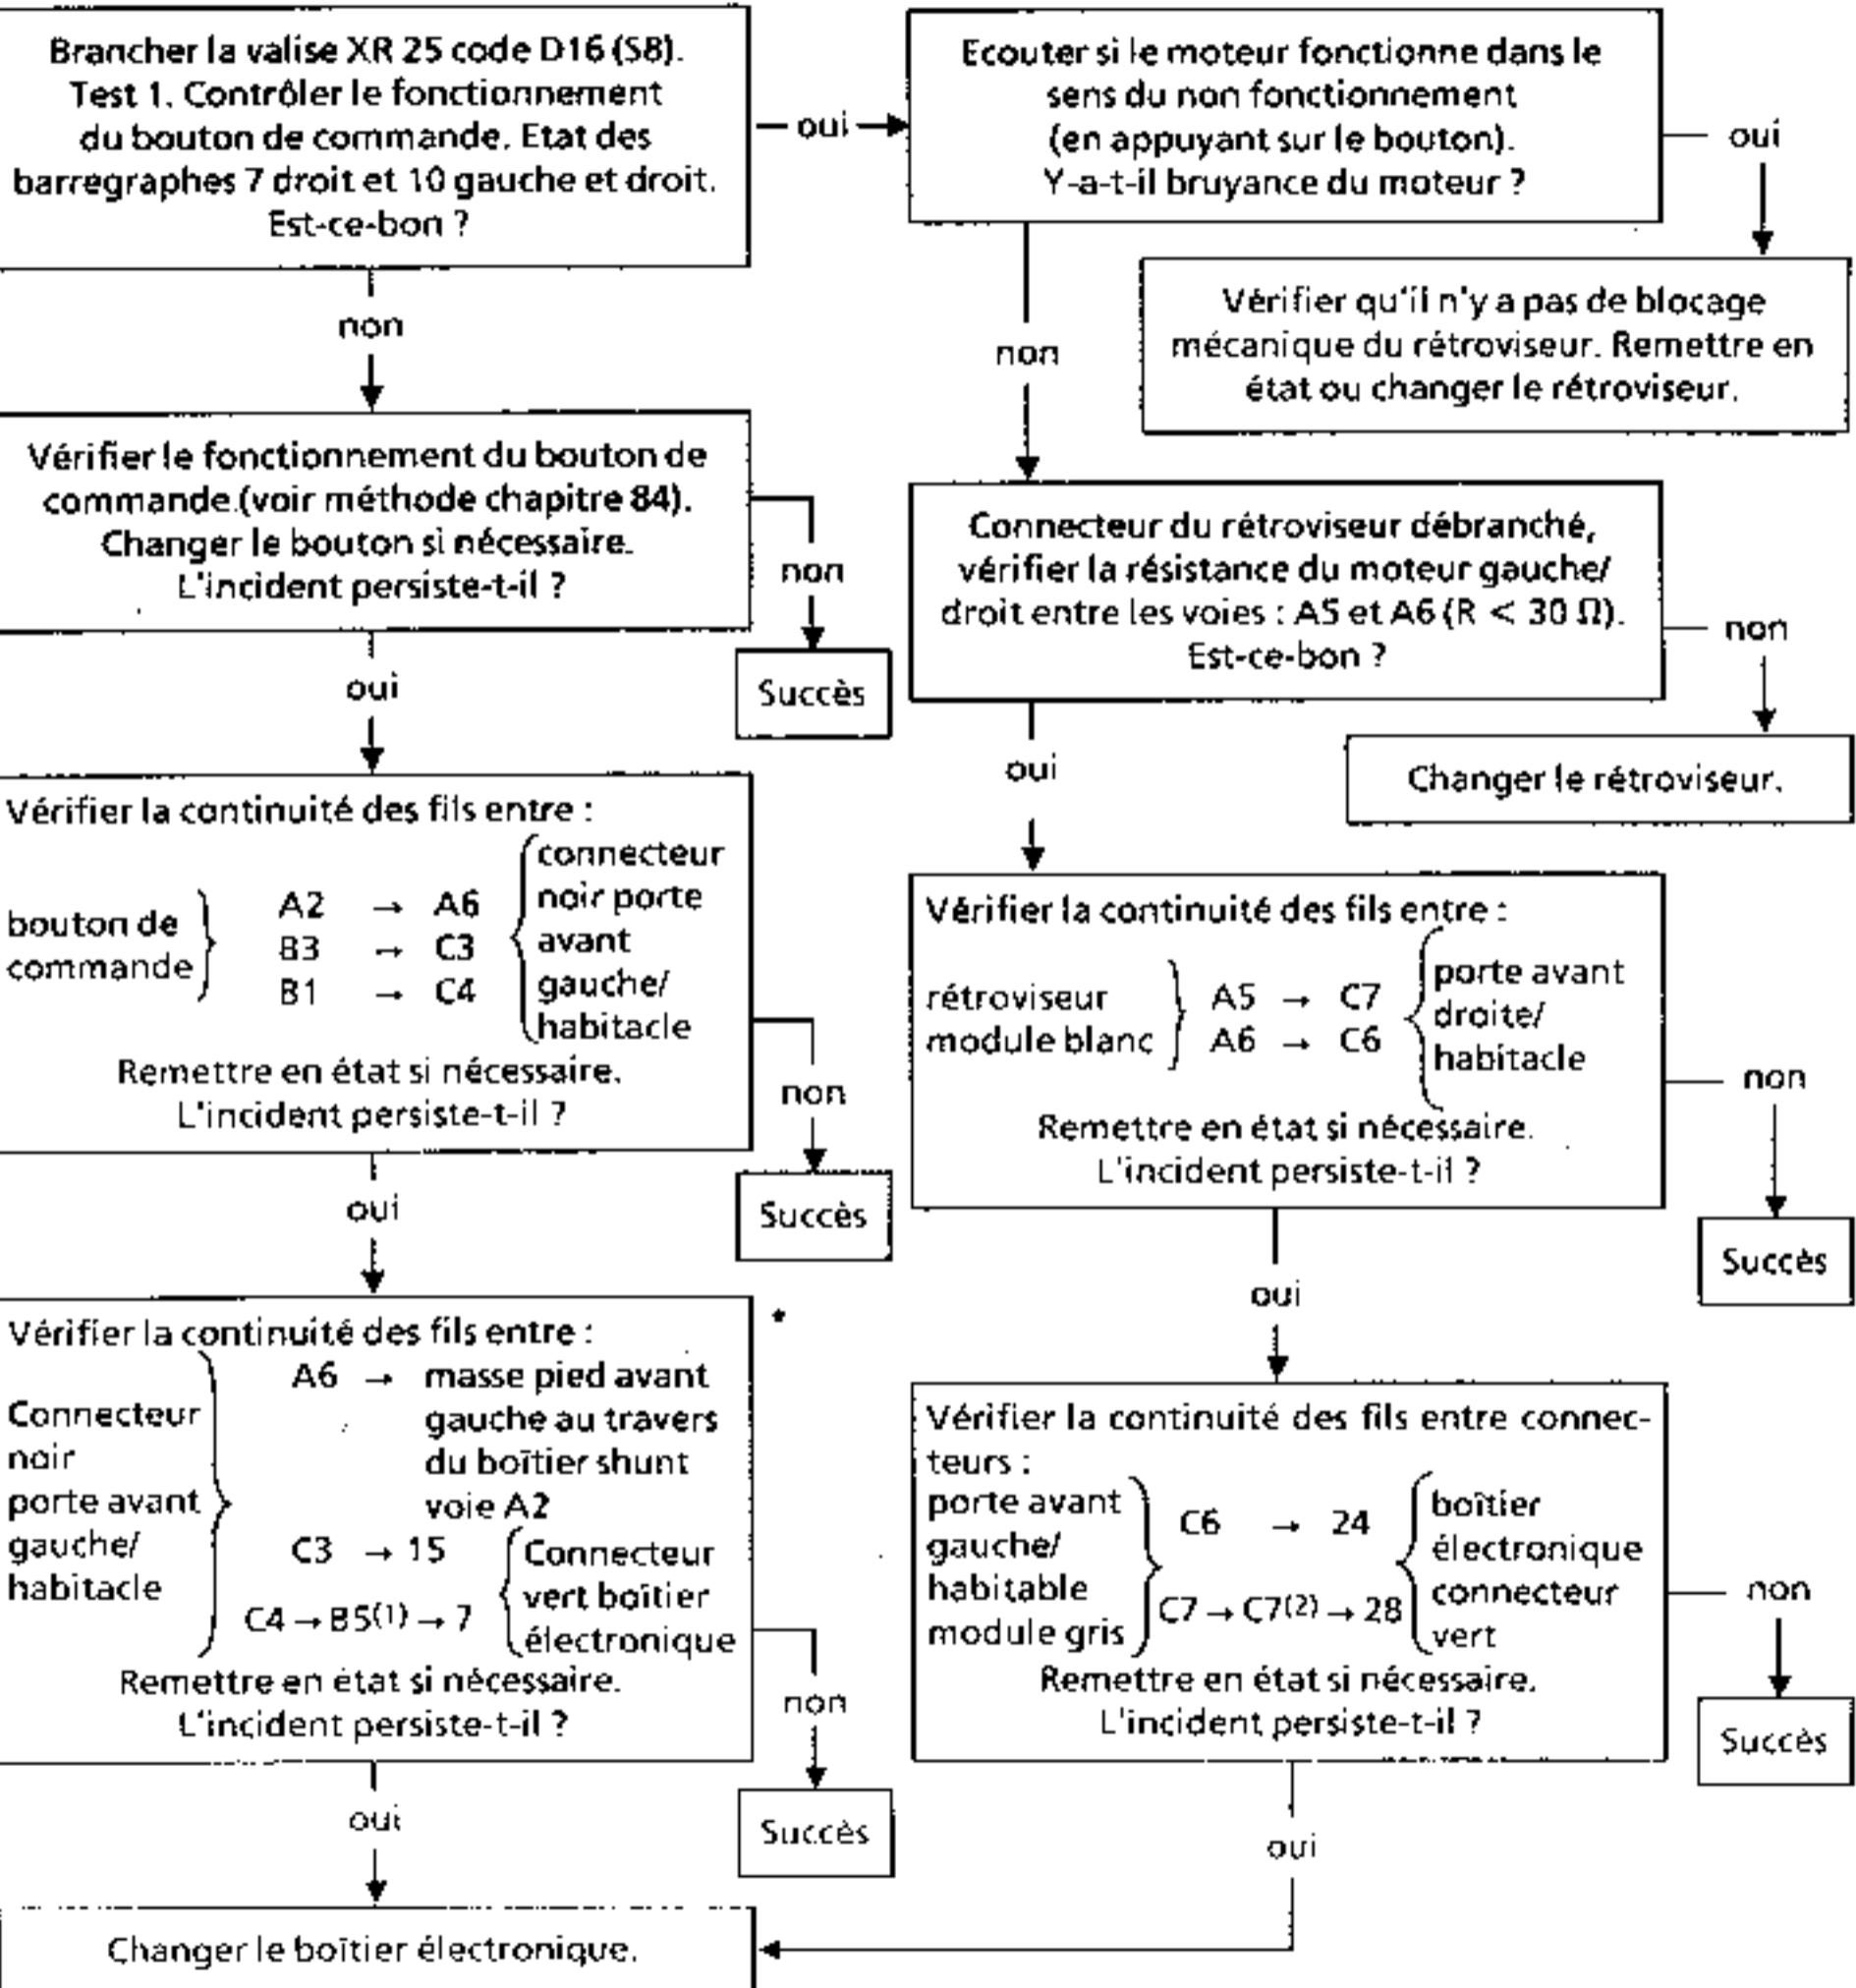 Brancher la valise XR 25 code D16 (S8).
Test 1. Contrôler le fonctionnement
du bouton de commande. Etat des
barregraphes 7 droit et 10 gauche et droit.
Est-ce-bon ?
oui
Ecouter si le moteur fonctionne dans le
sens du non fonctionnement
(en appuyant sur le bouton).
Y-a-t-il bruyance du moteur ?
oui
non
non
Vérifier qu'il n'y a pas de blocage
mécanique du rétroviseur. Remettre en
état ou changer le rétroviseur.
Vérifier le fonctionnement du bouton de
commande.(voir méthode chapitre 84).
Changer le bouton si nécessaire.
L'incident persiste-t-il ?
non
Succès
oui
Connecteur du rétroviseur débranché,
vérifier la résistance du moteur gauche/
droit entre les voies : A5 et A6 (R < 30 Ω).
Est-ce-bon ?
non
Changer le rétroviseur.
oui
Vérifier la continuité des fils entre :
bouton de
commande
A2 → A6
B3 → C3
B1 → C4
connecteur
noir porte
avant
gauche/
habitacle
Remettre en état si nécessaire.
L'incident persiste-t-il ?
non
Succès
oui
Vérifier la continuité des fils entre :
rétroviseur
module blanc
A5 → C7
A6 → C6
porte avant
droite/
habitacle
Remettre en état si nécessaire.
L'incident persiste-t-il ?
non
Succès
oui
Vérifier la continuité des fils entre :
Connecteur
noir
porte avant
gauche/
habitacle
A6 → masse pied avant
gauche au travers
du boîtier shunt
voie A2
C3 → 15
C4 → B5(1) → 7
Connecteur
vert boîtier
électronique
Remettre en état si nécessaire.
L'incident persiste-t-il ?
non
Succès
oui
Vérifier la continuité des fils entre connec-
teurs :
porte avant
gauche/
habitable
module gris
C6 → 24
C7 → C7(2) → 28
boîtier
électronique
connecteur
vert
Remettre en état si nécessaire.
L'incident persiste-t-il ?
non
Succès
oui
Changer le boîtier électronique.